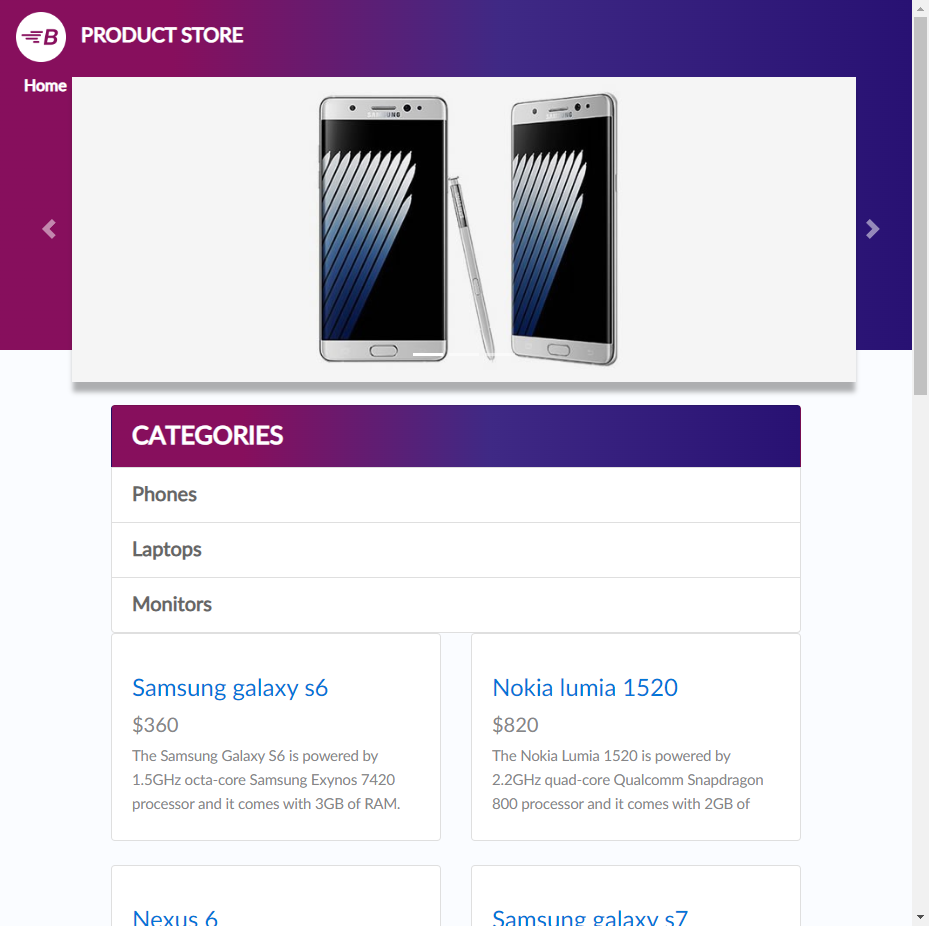 B
PRODUCT STORE
Home
SAMSUNG
SAMSUNG
CATEGORIES
Phones
Laptops
Monitors
Samsung galaxy s6
$360
The Samsung Galaxy S6 is powered by
1.5GHz octa-core Samsung Exynos 7420
processor and it comes with 3GB of RAM.
Nokia lumia 1520
$820
The Nokia Lumia 1520 is powered by
2.2GHz quad-core Qualcomm Snapdragon
800 processor and it comes with 2GB of
Nexus 6
Samsung galaxy s7